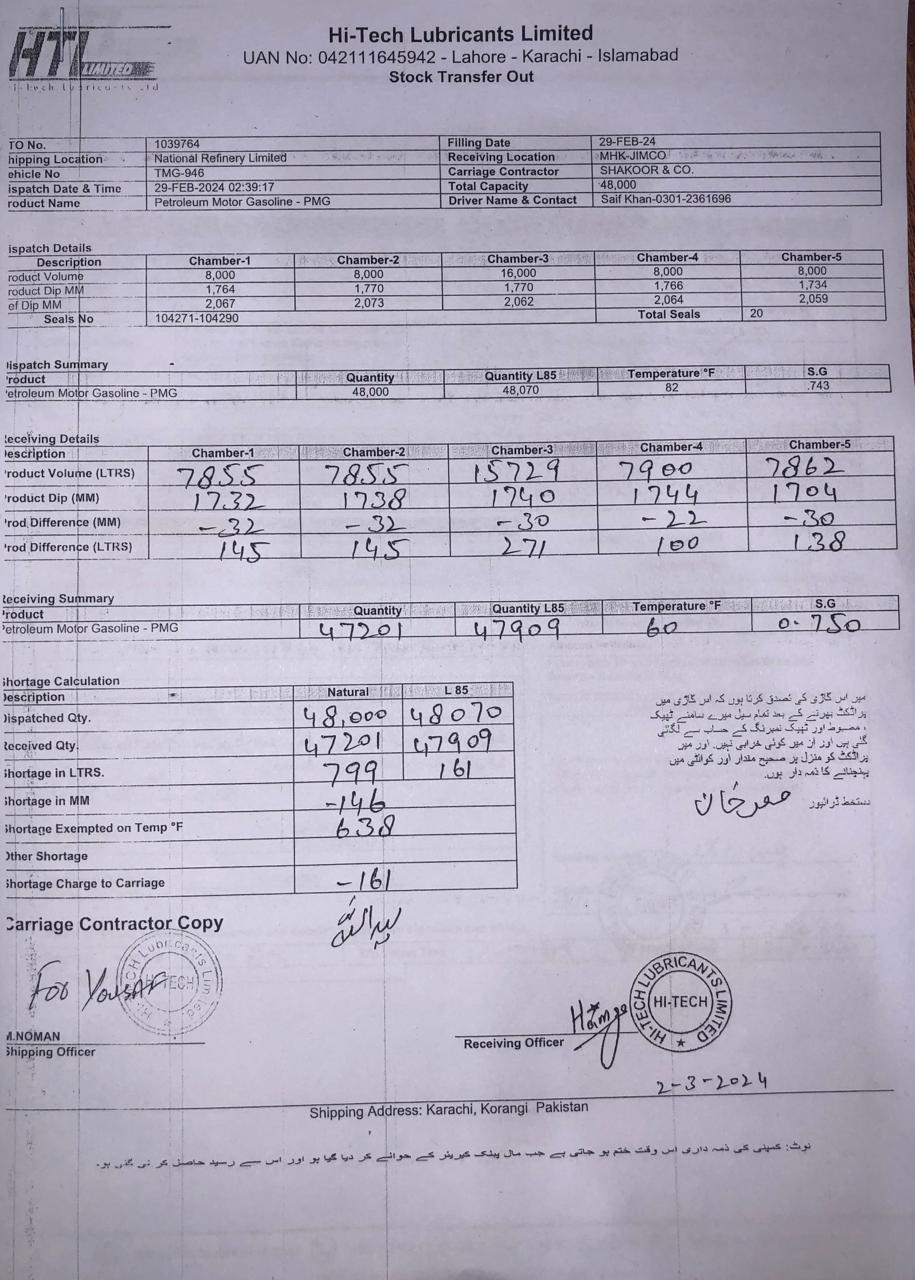 HTL
LIMITED
Hi-Tech Lubricants Limited
UAN No: 042111645942 - Lahore - Karachi - Islamabad
Stock Transfer Out
TO No. 1039764 Filling Date 29-FEB-24
hipping Location National Refinery Limited Receiving Location MHK-JIMCO
ehicle No TMG-946 Carriage Contractor SHAKOOR & CO.
ispatch Date & Time 29-FEB-2024 02:39:17 Total Capacity 48,000
roduct Name Petroleum Motor Gasoline - PMG Driver Name & Contact Saif Khan-0301-2361696
ispatch Details
Description Chamber-1 Chamber-2 Chamber-3 Chamber-4 Chamber-5
roduct Volume 8,000 8,000 16,000 8,000 8,000
roduct Dip MM 1,764 1,770 1,770 1,766 1,734
ef Dip MM 2,067 2,073 2,062 2,064 2,059
Seals No 104271-104290 Total Seals 20
ispatch Summary
roduct Quantity Quantity L85 Temperature °F S.G
etroleum Motor Gasoline - PMG 48,000 48,070 82 .743
eceiving Details
escription Chamber-1 Chamber-2 Chamber-3 Chamber-4 Chamber-5
roduct Volume (LTRS) 7855 7855 15729 7900 7862
roduct Dip (MM) 1732 1738 1740 1744 1704
rod Difference (MM) -32 -32 -30 -22 -30
rod Difference (LTRS) 145 145 271 100 138
eceiving Summary
roduct Quantity Quantity L85 Temperature °F S.G
etroleum Motor Gasoline - PMG 47201 47909 60 0.750
hortage Calculation
escription Natural L 85
ispatched Qty. 48,000 48070
eceived Qty. 47201 47909
hortage in LTRS. 799 161
hortage in MM -146
hortage Exempted on Temp °F 638
Other Shortage
hortage Charge to Carriage -161
میں اس گاڑی کی تصدق کرتا ہوں کہ اس گاڑی میں
پراڈکٹ بھرنے کے بعد تمام سیل میرے سامنے ٹھیک
، مضبوط اور ٹھیک نمبرنگ کے حساب سے لگائی
گئی ہیں اور ان میں کوئی خرابی نہیں. اور میں
پراڈکٹ کو منزل پر صحیح مقدار اور کوالٹی میں
پہنچانے کا ذمہ دار ہوں.
دستخط ڈرائیور
Carriage Contractor Copy
For Yousaf
HI-TECH
M.NOMAN
Shipping Officer
Receiving Officer
HI-TECH LUBRICANTS LIMITED
HI-TECH
2-3-2024
Shipping Address: Karachi, Korangi Pakistan
نوٹ: کمپنی کی ذمہ داری اس وقت ختم ہو جاتی ہے جب مال پبلک کیریئر کے حوالے کر دیا گیا ہو اور اس سے رسید حاصل کر لی گئی ہو.